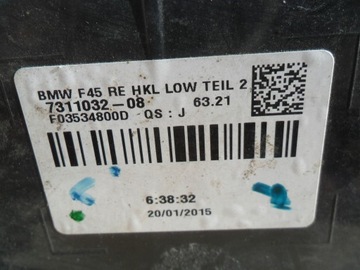 BMW F45 RE HKL LOW TEIL 2
7311032-08 63.21
F03534800D QS : J
6:38:32
20/01/2015